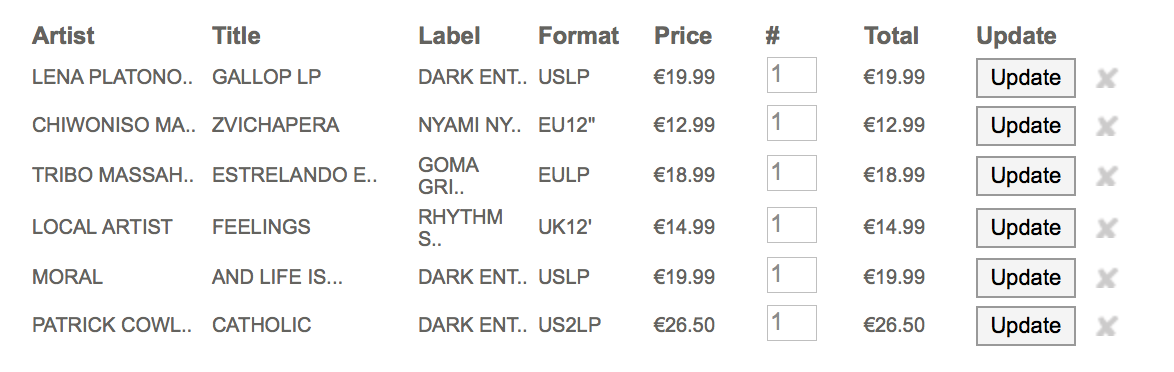 Artist Title Label Format Price # Total Update
LENA PLATONO.. GALLOP LP DARK ENT.. USLP €19.99 1 €19.99 Update
CHIWONISO MA.. ZVICHAPERA NYAMI NY.. EU12" €12.99 1 €12.99 Update
TRIBO MASSAH.. ESTRELANDO E.. GOMA
GRI.. EULP €18.99 1 €18.99 Update
LOCAL ARTIST FEELINGS RHYTHM
S.. UK12' €14.99 1 €14.99 Update
MORAL AND LIFE IS... DARK ENT.. USLP €19.99 1 €19.99 Update
PATRICK COWL.. CATHOLIC DARK ENT.. US2LP €26.50 1 €26.50 Update